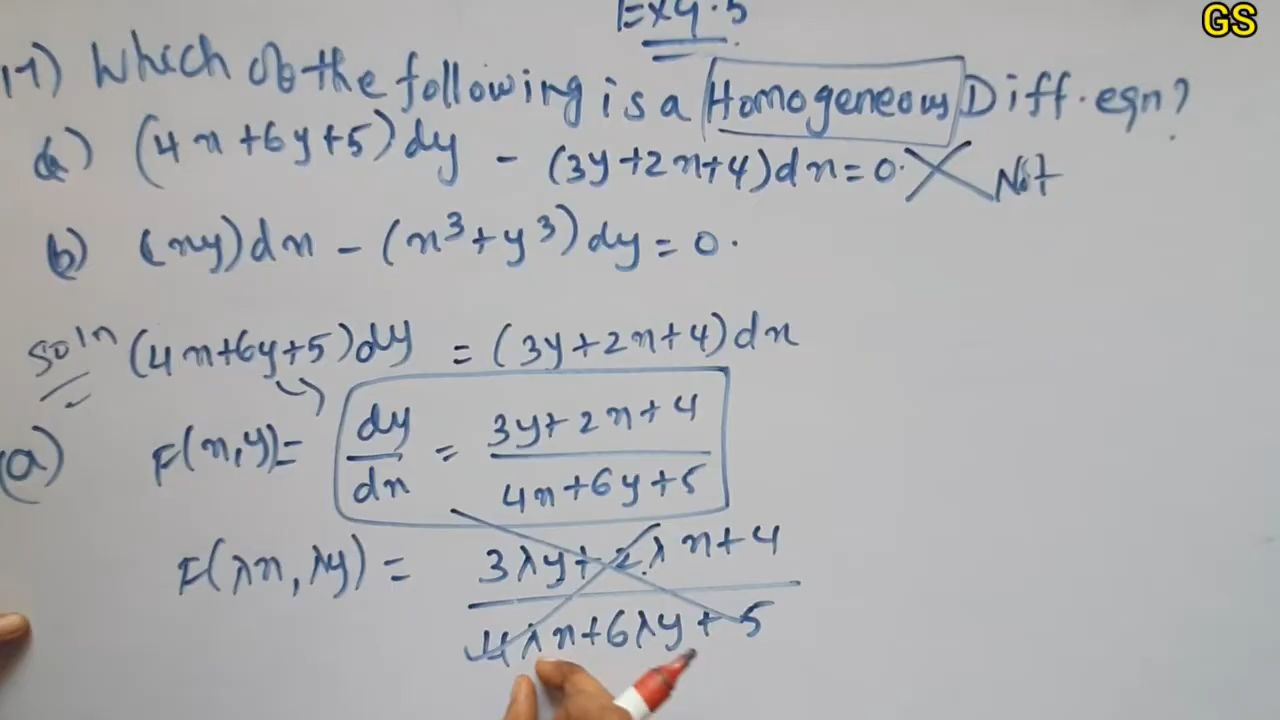 Ex 9.5
GS
17) Which of the following is a Homogeneous Diff. eqn?
a) (4x+6y+5)dy - (3y+2x+4)dx=0. Not
b) (xy)dx - (x³+y³)dy=0.
soln (4x+6y+5)dy = (3y+2x+4)dx
(a) F(x,y)= dy/dx = 3y+2x+4/4x+6y+5
F(λx,λy)= 3λy+2λx+4/4λx+6λy+5